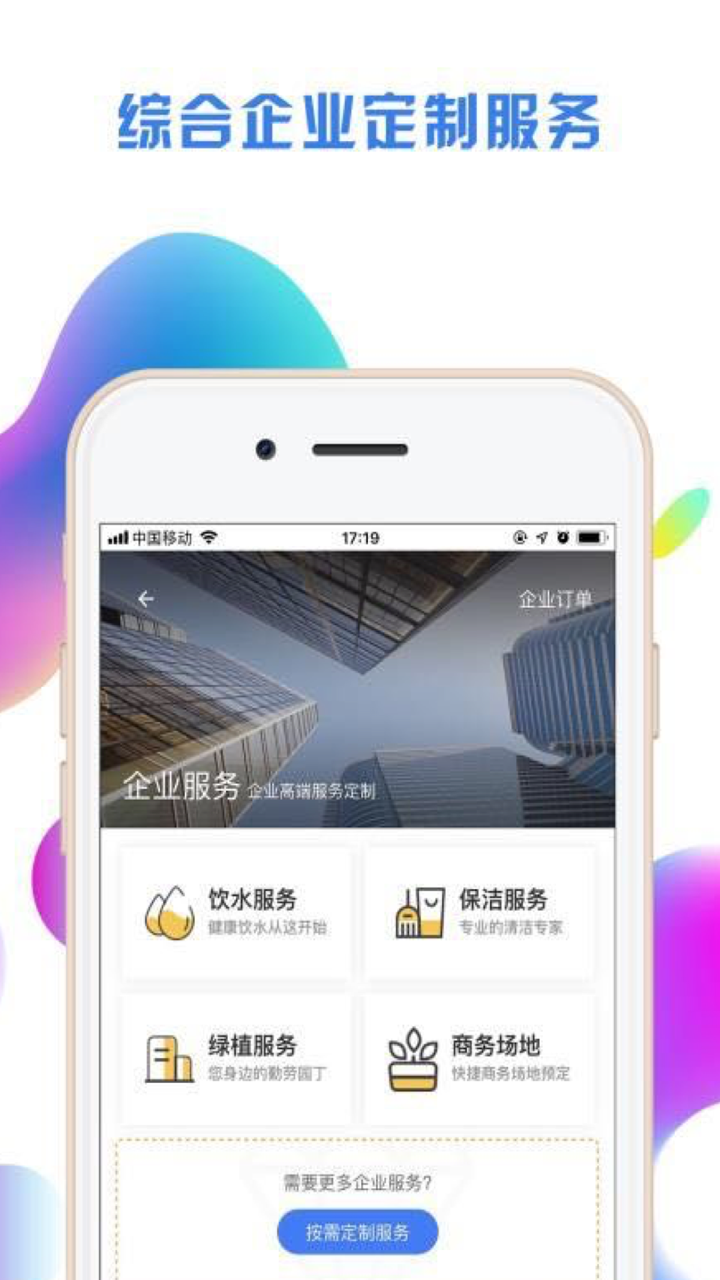 综合企业定制服务
中国移动 17:19
企业订单
企业服务 企业高端服务定制
饮水服务
健康饮水从这开始
保洁服务
专业的清洁专家
绿植服务
您身边的勤劳园丁
商务场地
快捷商务场地预定
需要更多企业服务?
按需定制服务